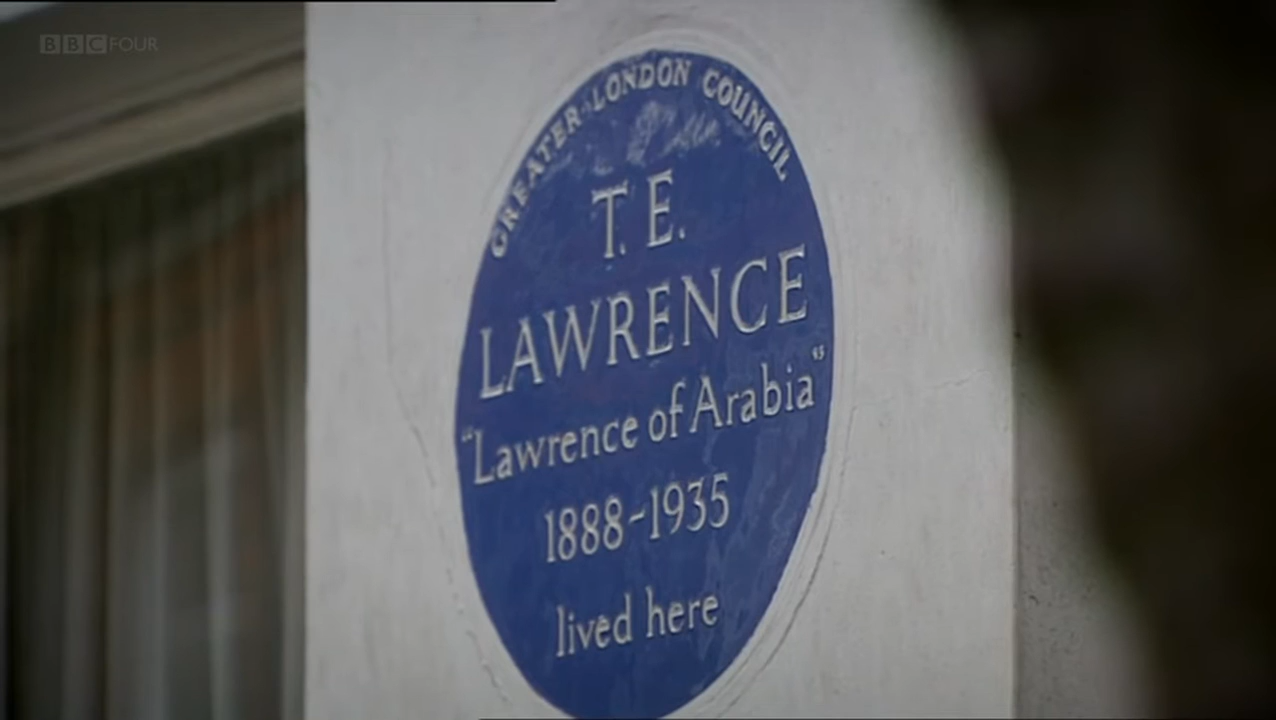 BBC FOUR
GREATER LONDON COUNCIL
T. E.
LAWRENCE
“Lawrence of Arabia”
1888-1935
lived here